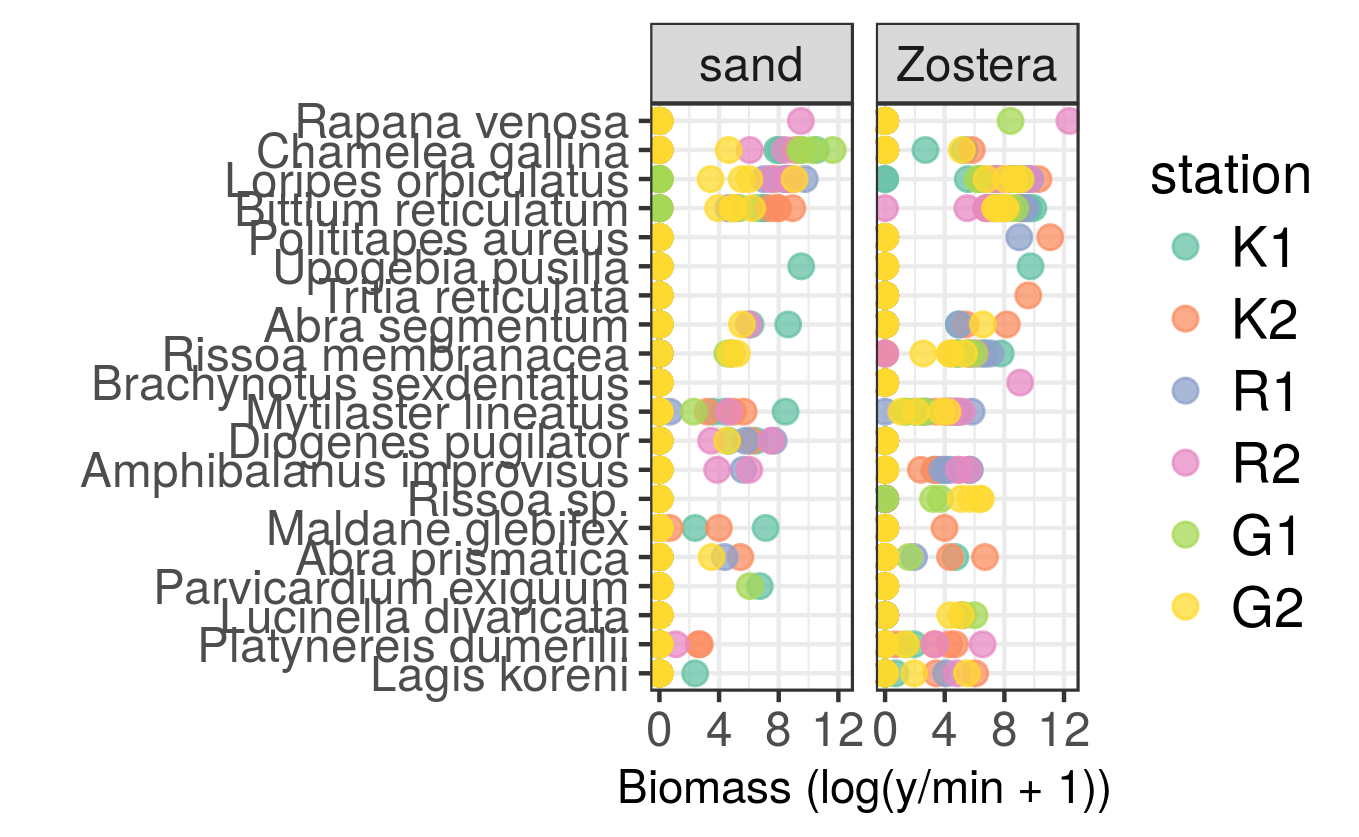 sand Zostera
Rapana venosa
Chamelea gallina
Loripes orbiculatus
Bittium reticulatum
Polititapes aureus
Upogebia pusilla
Tritia reticulata
Abra segmentum
Rissoa membranacea
Brachynotus sexdentatus
Mytilaster lineatus
Diogenes pugilator
Amphibalanus improvisus
Rissoa sp.
Maldane glebifex
Abra prismatica
Parvicardium exiguum
Lucinella divaricata
Platynereis dumerilii
Lagis koreni
0 4 8 12 0 4 8 12
Biomass (log(y/min + 1))
station
K1
K2
R1
R2
G1
G2